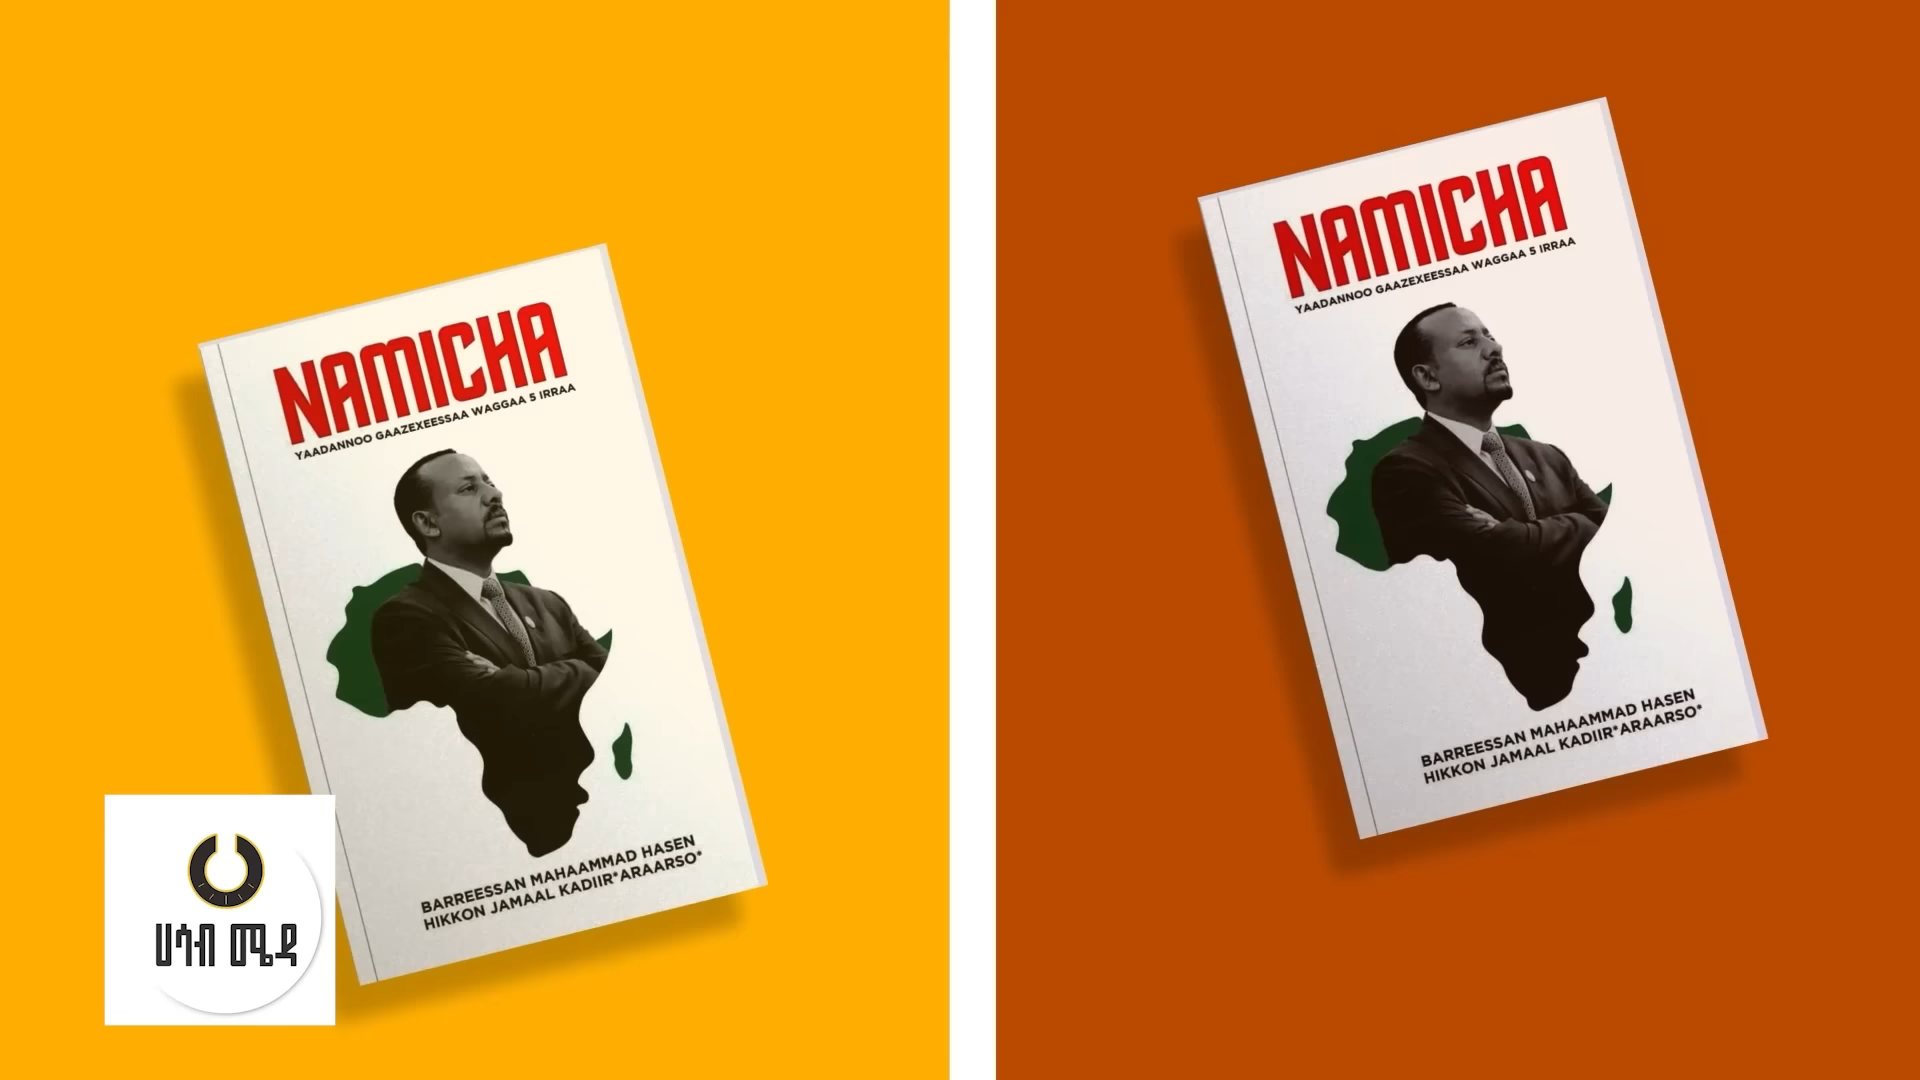 NAMICHA
YAADANNOO GAAZEXEESSAA WAGGAA 5 IRRAA
BARREESSAN MAHAAMMAD HASEN
HIKKON JAMAAL KADIIR*ARAARSO*
ሀሳብ ሜዳ
NAMICHA
YAADANNOO GAAZEXEESSAA WAGGAA 5 IRRAA
BARREESSAN MAHAAMMAD HASEN
HIKKON JAMAAL KADIIR*ARAARSO*